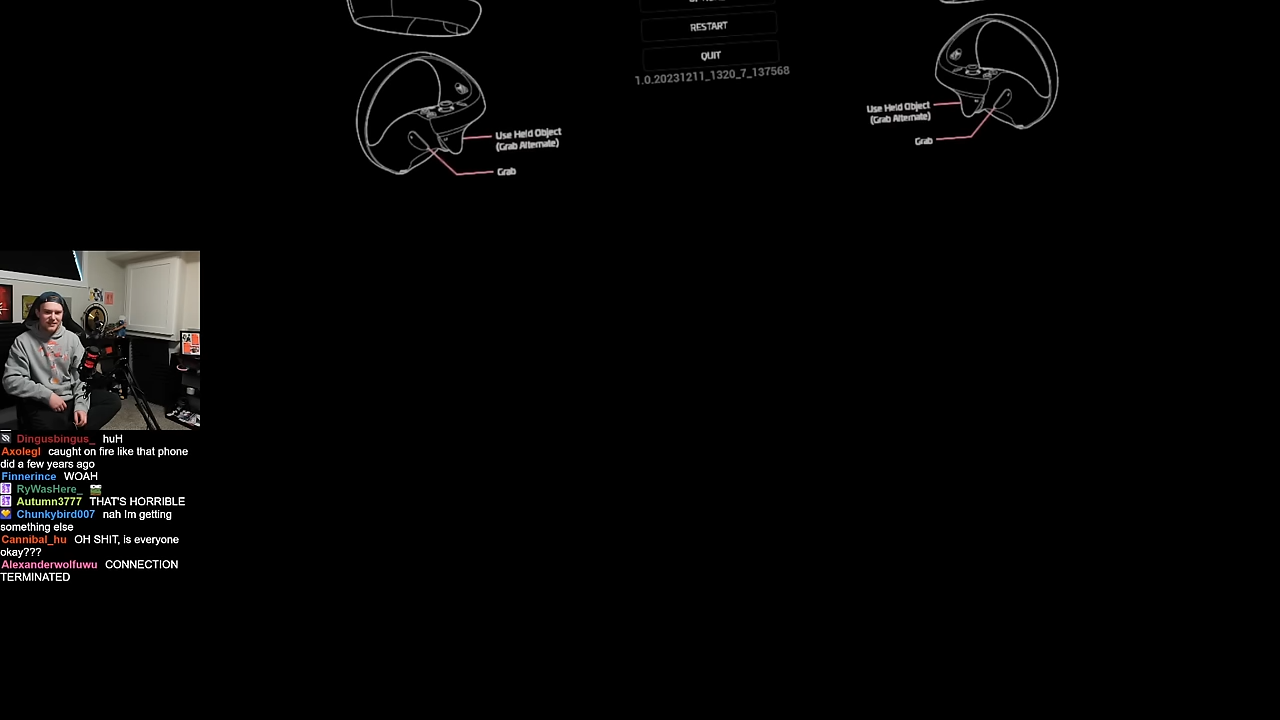 RESTART
QUIT
1.0.20231211_1320_7_137568
Use Held Object
(Grab Alternate)
Grab
Use Held Object
(Grab Alternate)
Grab
Dingusbingus_ huH
Axolegl caught on fire like that phone
did a few years ago
Finnerince WOAH
RyWasHere_
Autumn3777 THAT'S HORRIBLE
Chunkybird007 nah Im getting
something else
Cannibal_hu OH SHIT, is everyone
okay???
Alexanderwolfuwu CONNECTION
TERMINATED